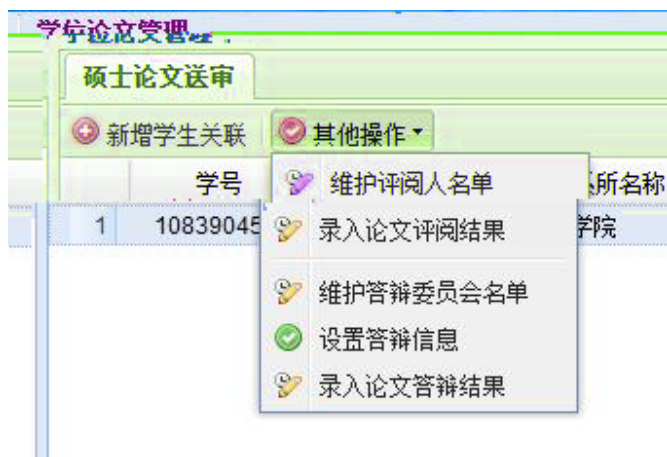 学位论文管理
硕士论文送审
新增学生关联 其他操作
学号 维护评阅人名单 所名称
1 10839045 录入论文评阅结果 学院
维护答辩委员会名单
设置答辩信息
录入论文答辩结果